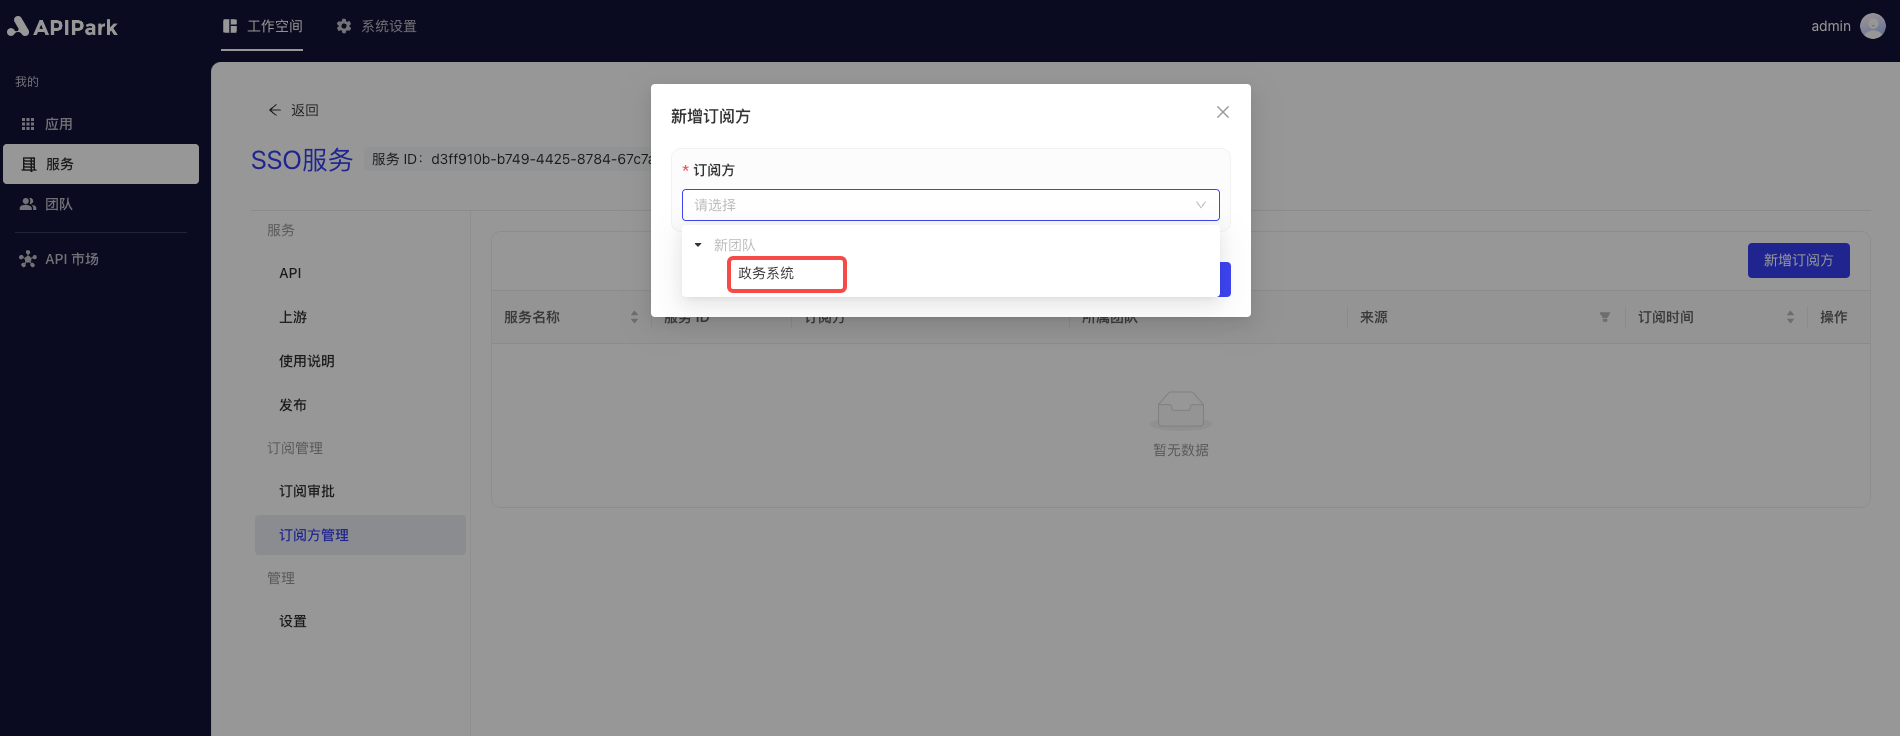 APIPark
工作空间
系统设置
admin
我的
应用
服务
团队
API 市场
返回
SSO服务
服务 ID：d3ff910b-b749-4425-8784-67c7a
服务
API
上游
使用说明
发布
订阅管理
订阅审批
订阅方管理
管理
设置
新增订阅方
* 订阅方
请选择
新团队
政务系统
新增订阅方
服务名称
服务 ID
订阅方
所属团队
来源
订阅时间
操作
暂无数据